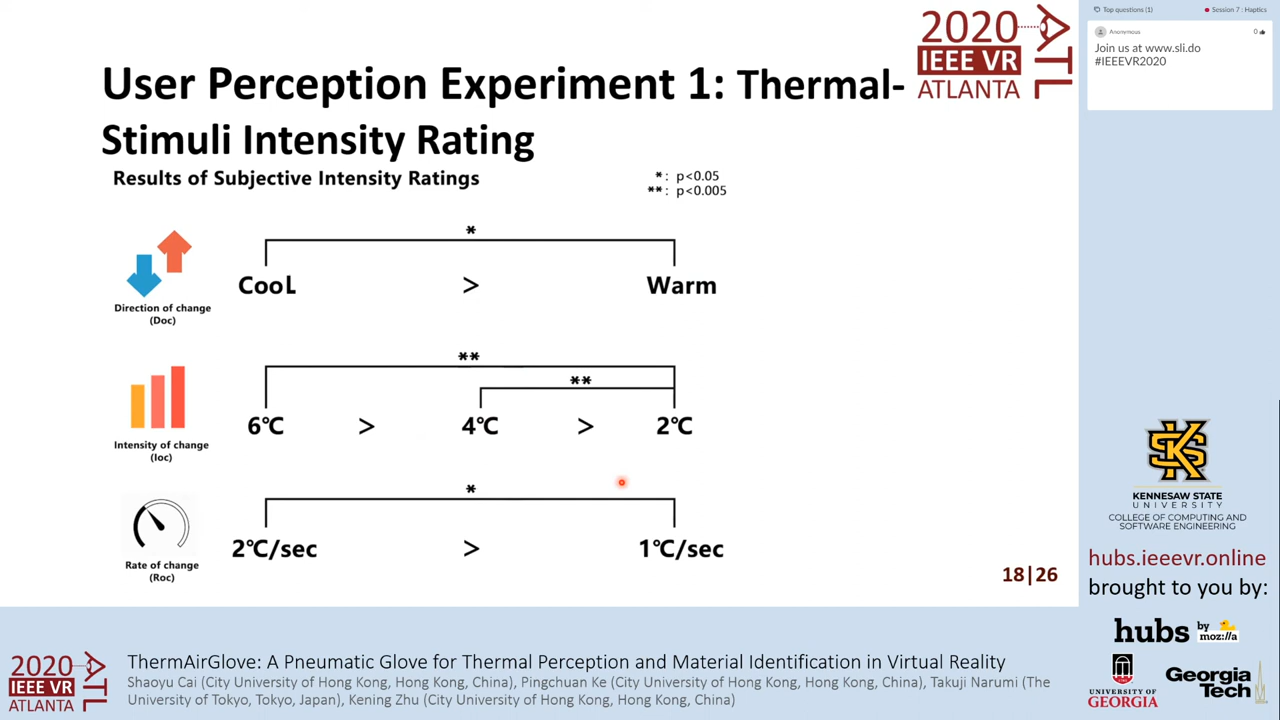 User Perception Experiment 1: Thermal-
Stimuli Intensity Rating
2020
IEEE VR
ATLANTA
ATL
Results of Subjective Intensity Ratings
*: p<0.05
**: p<0.005
*
Cool > Warm
Direction of change
(Doc)
**
**
6℃ > 4℃ > 2℃
Intensity of change
(Ioc)
*
2℃/sec > 1℃/sec
Rate of change
(Roc)
18|26
Top questions (1)
Session 7 : Haptics
Anonymous
0
Join us at www.sli.do
#IEEEVR2020
KS
KENNESAW STATE
UNIVERSITY
COLLEGE OF COMPUTING AND
SOFTWARE ENGINEERING
hubs.ieeevr.online
brought to you by:
hubs by moz://a
UNIVERSITY OF
GEORGIA
Georgia
Tech
2020
IEEE VR
ATLANTA
ATL
ThermAirGlove: A Pneumatic Glove for Thermal Perception and Material Identification in Virtual Reality
Shaoyu Cai (City University of Hong Kong, Hong Kong, China), Pingchuan Ke (City University of Hong Kong, Hong Kong, China), Takuji Narumi (The
University of Tokyo, Tokyo, Japan), Kening Zhu (City University of Hong Kong, Hong Kong, China)